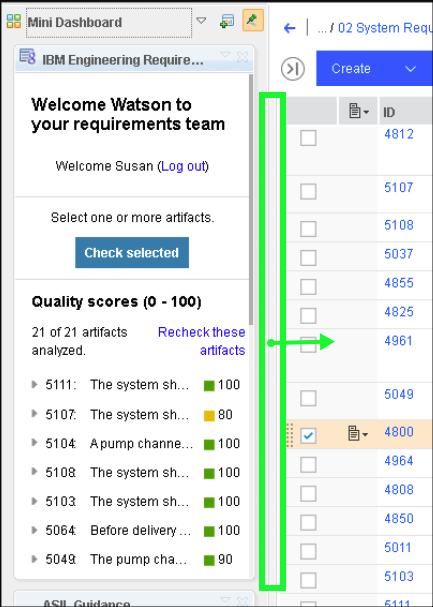 Mini Dashboard
IBM Engineering Require...
Welcome Watson to
your requirements team
Welcome Susan (Log out)
Select one or more artifacts.
Check selected
Quality scores (0 - 100)
21 of 21 artifacts
analyzed.
Recheck these
artifacts
5111: The system sh... 100
5107: The system sh... 80
5104: A pump channe... 100
5108: The system sh... 100
5103: The system sh... 100
5064: Before delivery ... 100
5049: The pump cha... 90
ASIL Guidance
... / 02 System Requ
Create
ID
4812
5107
5108
5037
4855
4825
4961
5049
4800
4964
4808
4850
5011
5103
5111